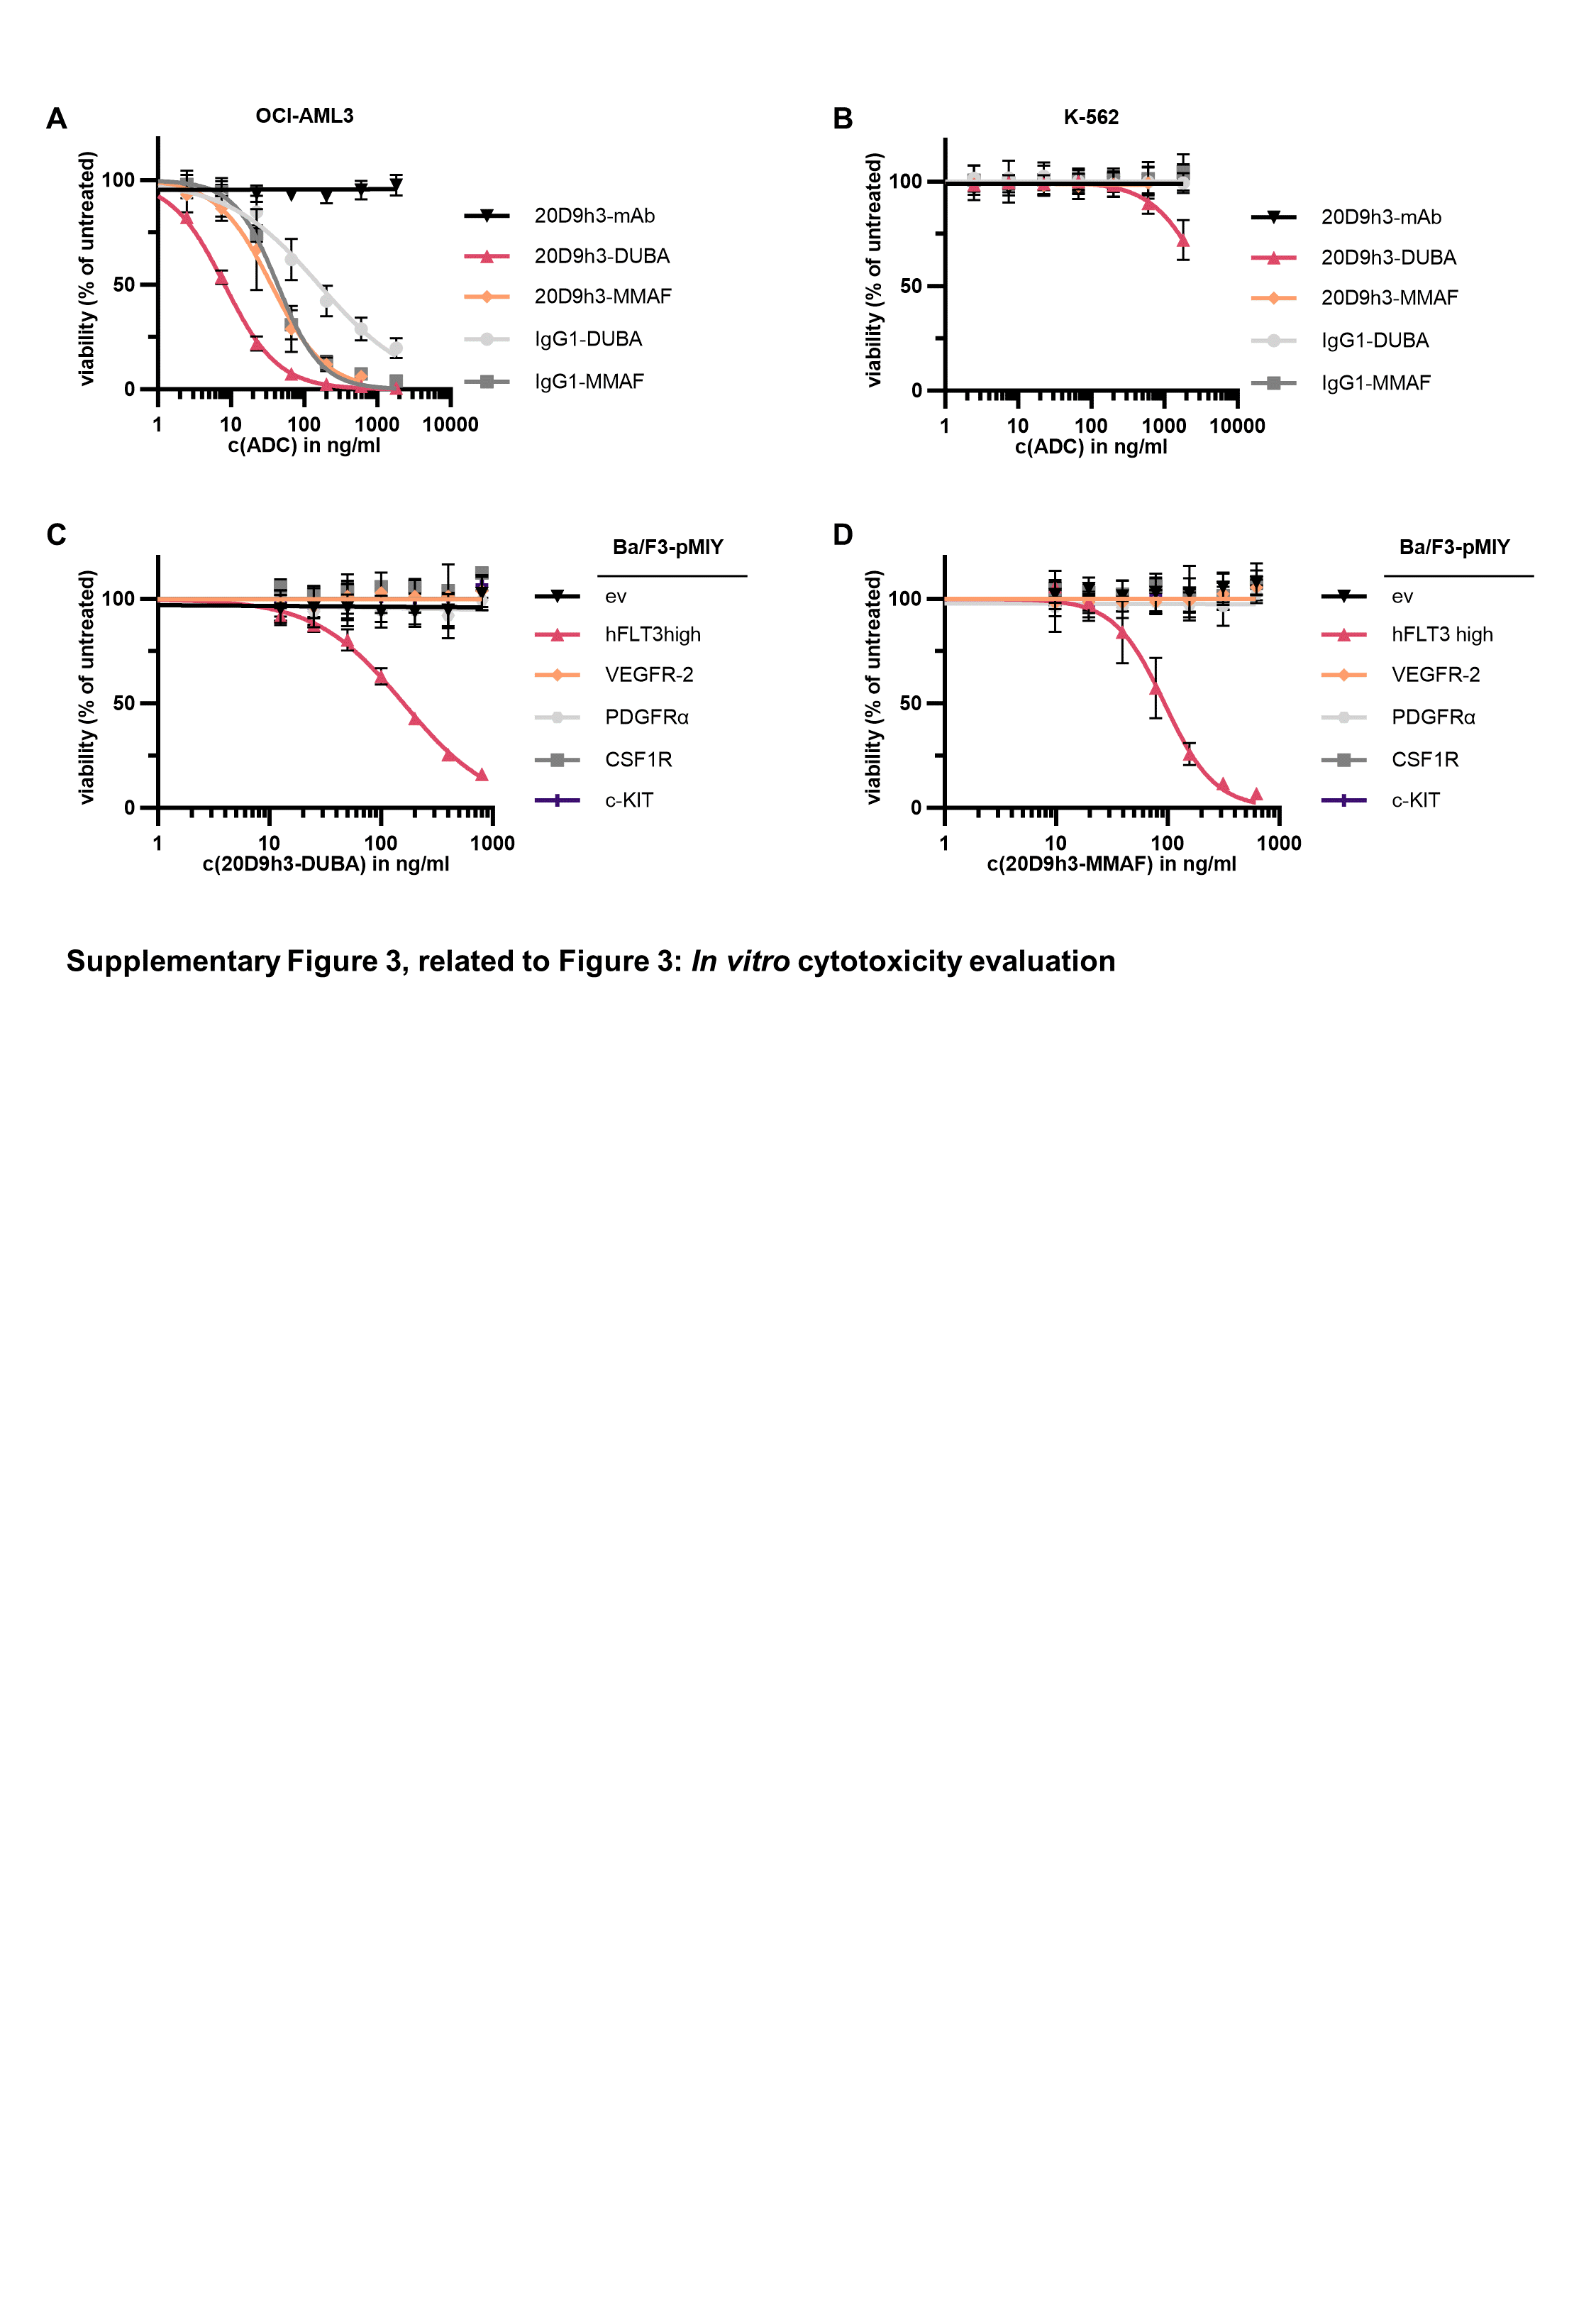 A
OCI-AML3
viability (% of untreated)
100
50
0
1 10 100 1000 10000
c(ADC) in ng/ml
20D9h3-mAb
20D9h3-DUBA
20D9h3-MMAF
IgG1-DUBA
IgG1-MMAF
B
K-562
viability (% of untreated)
100
50
0
1 10 100 1000 10000
c(ADC) in ng/ml
20D9h3-mAb
20D9h3-DUBA
20D9h3-MMAF
IgG1-DUBA
IgG1-MMAF
C
viability (% of untreated)
100
50
0
1 10 100 1000
c(20D9h3-DUBA) in ng/ml
Ba/F3-pMIY
ev
hFLT3high
VEGFR-2
PDGFRα
CSF1R
c-KIT
D
viability (% of untreated)
100
50
0
1 10 100 1000
c(20D9h3-MMAF) in ng/ml
Ba/F3-pMIY
ev
hFLT3 high
VEGFR-2
PDGFRα
CSF1R
c-KIT
Supplementary Figure 3, related to Figure 3: In vitro cytotoxicity evaluation